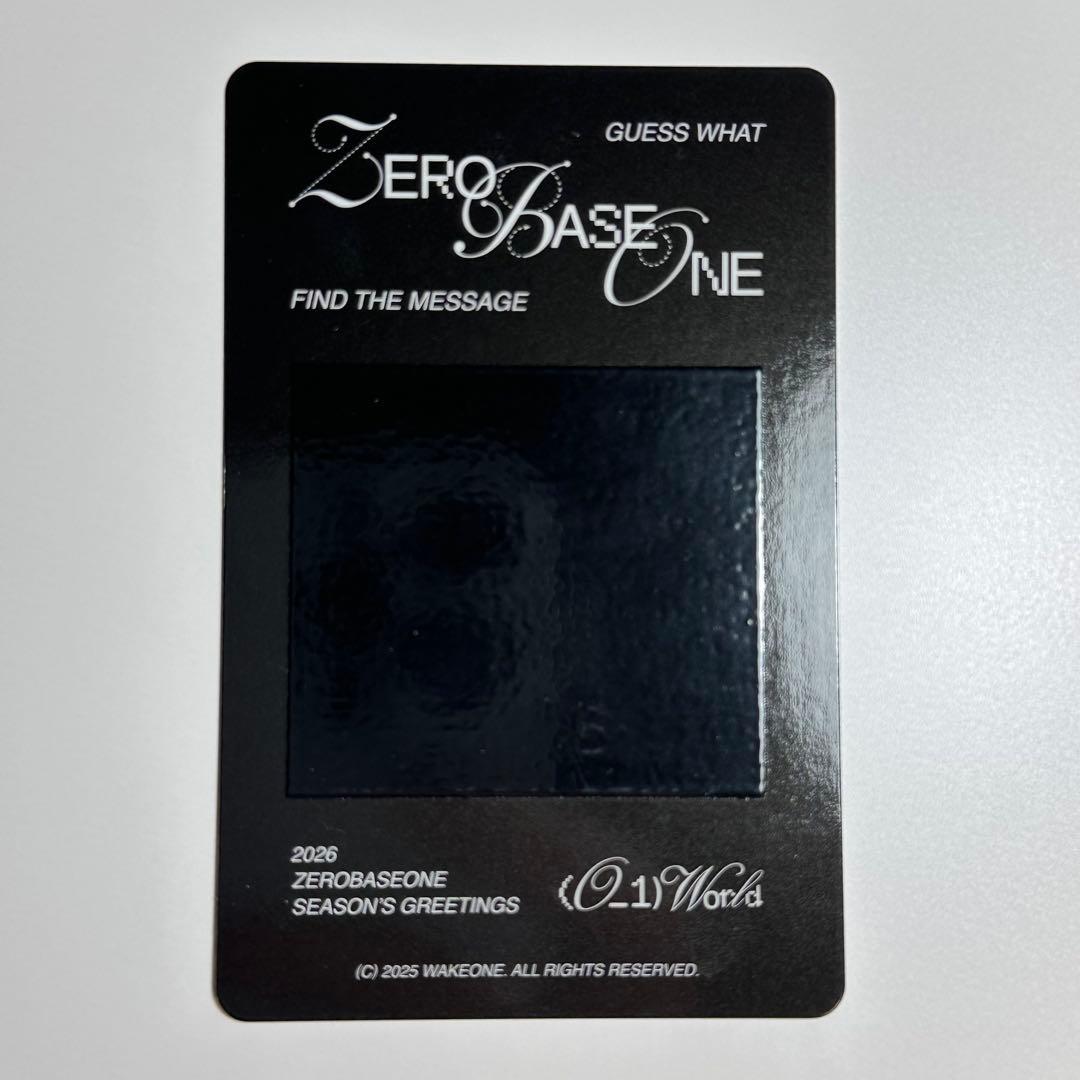 GUESS WHAT
ZERO
BASE
ONE
FIND THE MESSAGE
2026
ZEROBASEONE
SEASON'S GREETINGS
(0_1) World
(C) 2025 WAKEONE. ALL RIGHTS RESERVED.